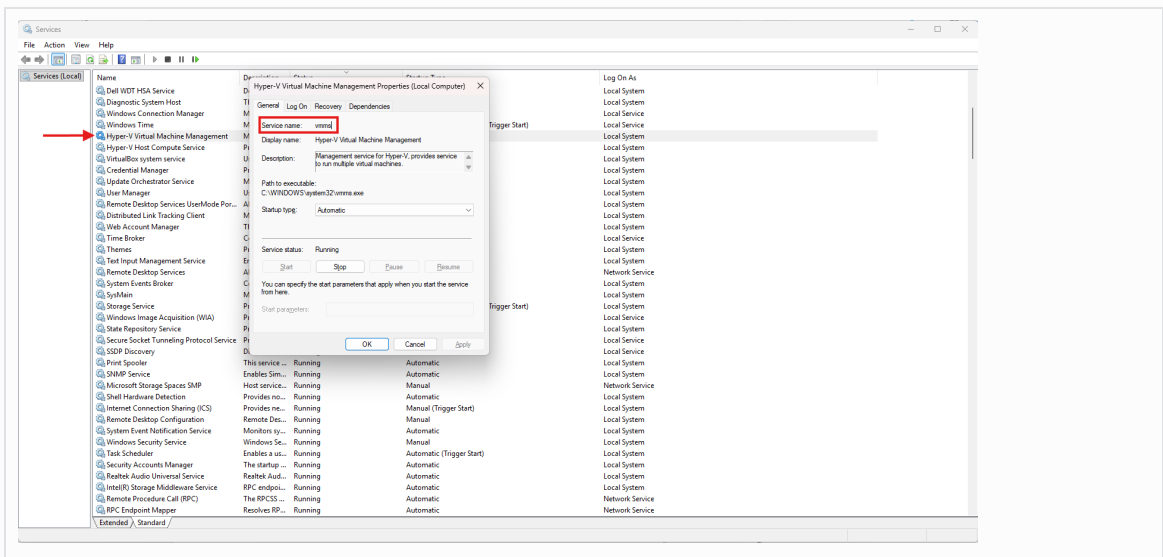 Services
File Action View Help
Services (Local)
Name Description Status Startup Type Log On As
Hyper-V Virtual Machine Properties (Local Computer)
General Log On Recovery Dependencies
Service name: vmms
Display name: Hyper-V Virtual Machine Management
Description: Management service for Hyper-V, provides service
to run multiple virtual machines.
Path to executable:
C:\WINDOWS\system32\vmms.exe
Startup type: Automatic
Service status: Running
Start Stop Pause Resume
You can specify the start parameters that apply when you start the service
from here.
Start parameters:
OK Cancel Apply
Dell WDT HSA Service Local System
Diagnostic System Host Local System
Windows Connection Manager Local Service
Windows Time Trigger Start) Local Service
Hyper-V Virtual Machine Management Local System
Hyper-V Host Compute Service Local System
VirtualBox system service Local System
Credential Manager Local System
Update Orchestrator Service Local System
User Manager Local System
Remote Desktop Services UserMode Por... Local System
Distributed Link Tracking Client Local System
Web Account Manager Local System
Time Broker Local Service
Themes Local System
Text Input Management Service Local System
Remote Desktop Services Network Service
System Events Broker Local System
SysMain Local System
Storage Service Trigger Start) Local System
Windows Image Acquisition (WIA) Local Service
State Repository Service Local System
Secure Socket Tunneling Protocol Service Local Service
SSDP Discovery Local Service
Print Spooler This service ... Running Automatic Local System
SNMP Service Enables Sim... Running Automatic Local System
Microsoft Storage Spaces SMP Host service... Running Manual Network Service
Shell Hardware Detection Provides no... Running Automatic Local System
Internet Connection Sharing (ICS) Provides ne... Running Manual (Trigger Start) Local System
Remote Desktop Configuration Remote Des... Running Manual Local System
System Event Notification Service Monitors sy... Running Automatic Local System
Windows Security Service Windows Se... Running Manual Local System
Task Scheduler Enables a us... Running Automatic (Trigger Start) Local System
Security Accounts Manager The startup ... Running Automatic Local System
Realtek Audio Universal Service Realtek Aud... Running Automatic Local System
Intel(R) Storage Middleware Service RPC endpoi... Running Automatic Local System
Remote Procedure Call (RPC) The RPCSS ... Running Automatic Network Service
RPC Endpoint Mapper Resolves RP... Running Automatic Network Service
Extended Standard